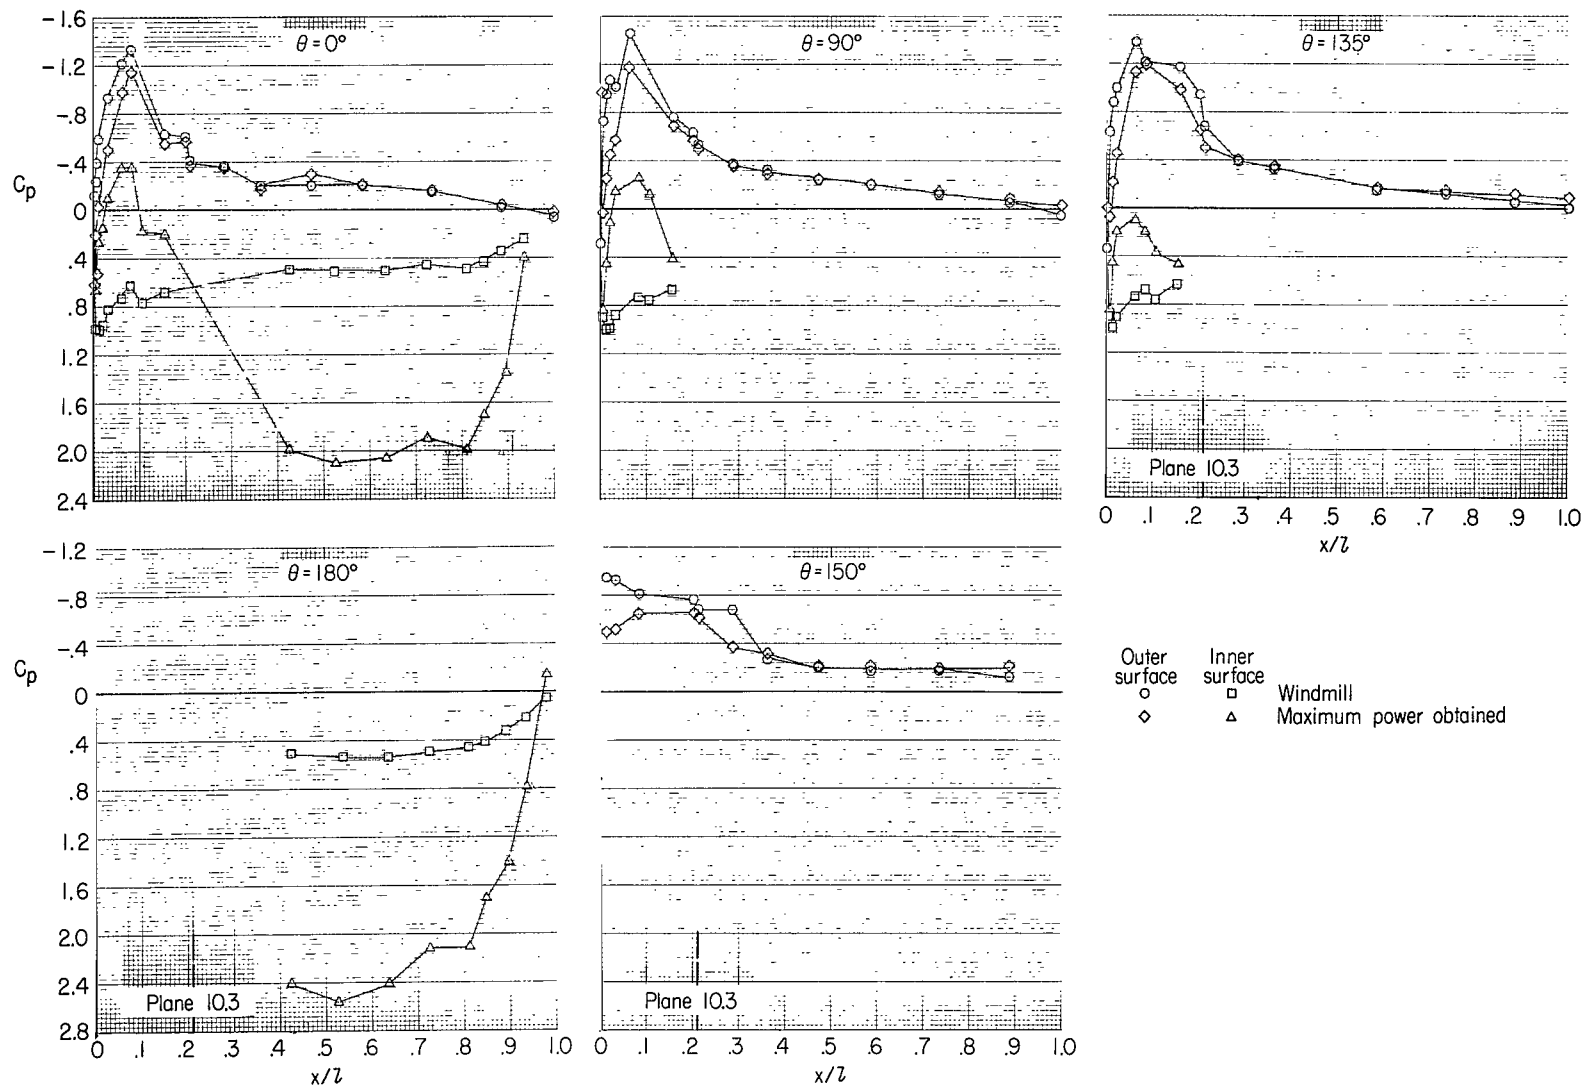 -1.6
-1.2
-.8
-.4
0
.4
.8
1.2
1.6
2.0
2.4
Cp
θ = 0°
θ = 90°
θ = 135°
Plane 10.3
0 .1 .2 .3 .4 .5 .6 .7 .8 .9 1.0
x/l
-1.2
-.8
-.4
0
.4
.8
1.2
1.6
2.0
2.4
2.8
Cp
θ = 180°
Plane 10.3
0 .1 .2 .3 .4 .5 .6 .7 .8 .9 1.0
x/l
θ = 150°
Plane 10.3
0 .1 .2 .3 .4 .5 .6 .7 .8 .9 1.0
x/l
Outer surface
Inner surface
Windmill
Maximum power obtained